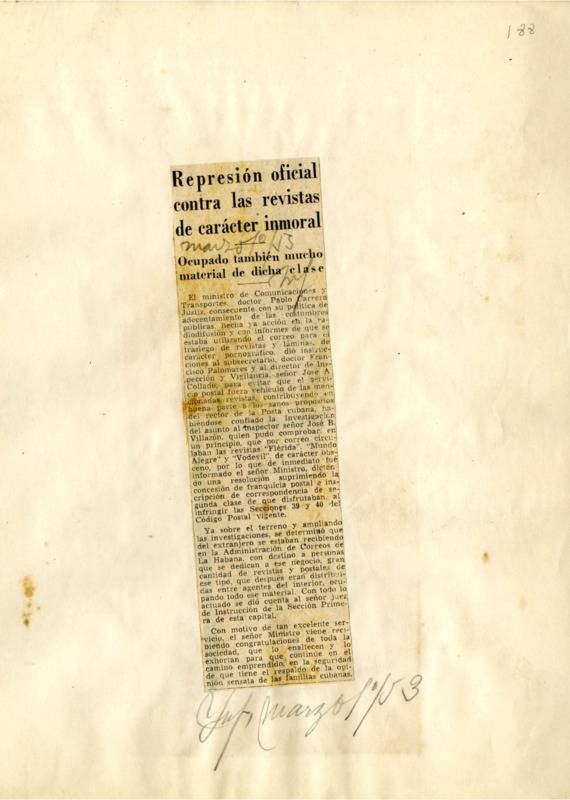 188
Represión oficial
contra las revistas
de carácter inmoral
marzo 1º/53
Ocupado también mucho
material de dicha clase
El ministro de Comunicaciones y
Transportes, doctor Pablo Carrera
Jústiz, consecuente con su política de
adecentamiento de las costumbres
públicas, hecha ya acción en la ra-
diodifusión y con informes de que se
estaba utilizando el correo para el
trasiego de revistas y láminas, de
carácter pornográfico, dió instruc-
ciones al subsecretario, doctor Fran-
cisco Palomares y al director de Ins-
pección y Vigilancia, señor José A.
Collado, para evitar que el servi-
cio postal fuera vehículo de las men-
cionadas revistas, contribuyendo en
buena parte a los sanos propósitos
del rector de la Posta cubana, ha-
biéndose confiado la investigación
del asunto al inspector señor José B.
Villazón, quien pudo comprobar, en
un principio, que por correo circu-
laban las revistas "Flérida", "Mundo
Alegre" y "Vodevil", de carácter obs-
ceno, por lo que de inmediato fué
informado el señor Ministro, dictan-
do una resolución suprimiendo la
concesión de franquicia postal e ins-
cripción de correspondencia de se-
gunda clase de que disfrutaban, al
infringir las Secciones 39 y 40 del
Código Postal vigente.
Ya sobre el terreno y ampliando
las investigaciones, se determinó que
del extranjero se estaban recibiendo
en la Administración de Correos de
La Habana, con destino a personas
que se dedican a ese negocio, gran
cantidad de revistas y postales de
ese tipo, que después eran distribuí-
das entre agentes del interior, ocu-
pando todo ese material. Con todo lo
actuado se dió cuenta al señor juez
de Instrucción de la Sección Prime-
ra de esta capital.
Con motivo de tan excelente ser-
vicio, el señor Ministro viene reci-
biendo congratulaciones de toda la
sociedad, que lo enaltecen y lo
exhortan para que continúe en el
camino emprendido, en la seguridad
de que tiene el respaldo de la opi-
nión sensata de las familias cubanas.
marzo 1º/53